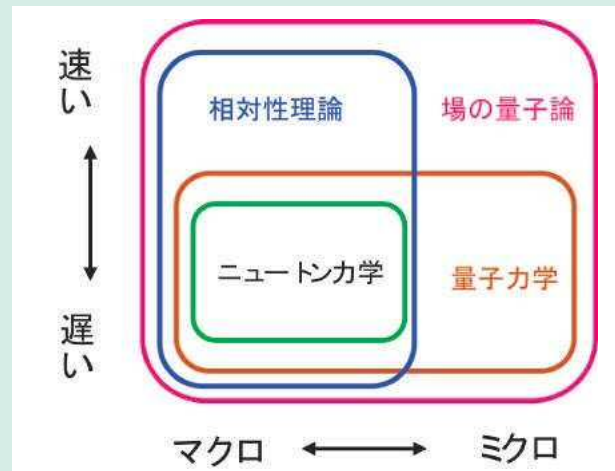 速い
相対性理論
場の量子論
ニュートン力学
量子力学
遅い
マクロ
ミクロ